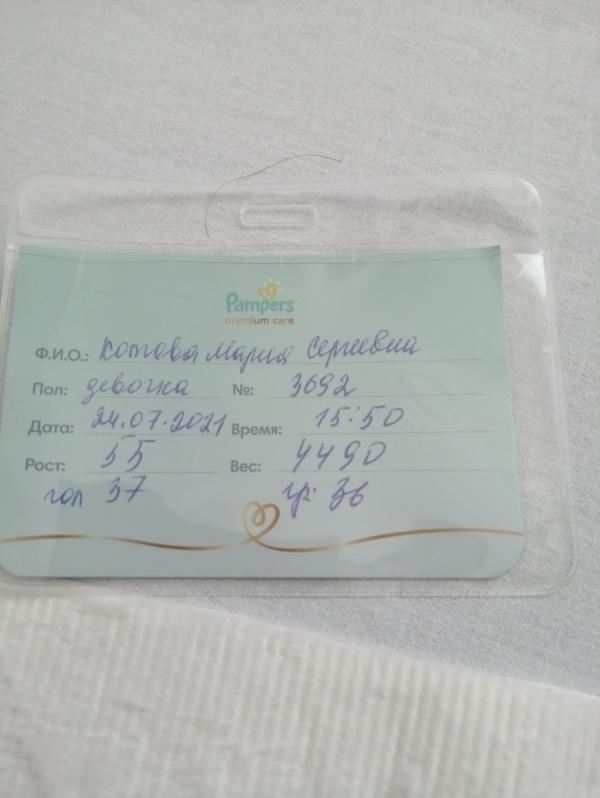 Pampers
premium care
Ф.И.О.: Котова Мария Сергеевна
Пол: девочка №: 3692
Дата: 24.07.2021 Время: 15:50
Рост: 55 Вес: 4490
гол 37 гр. 36